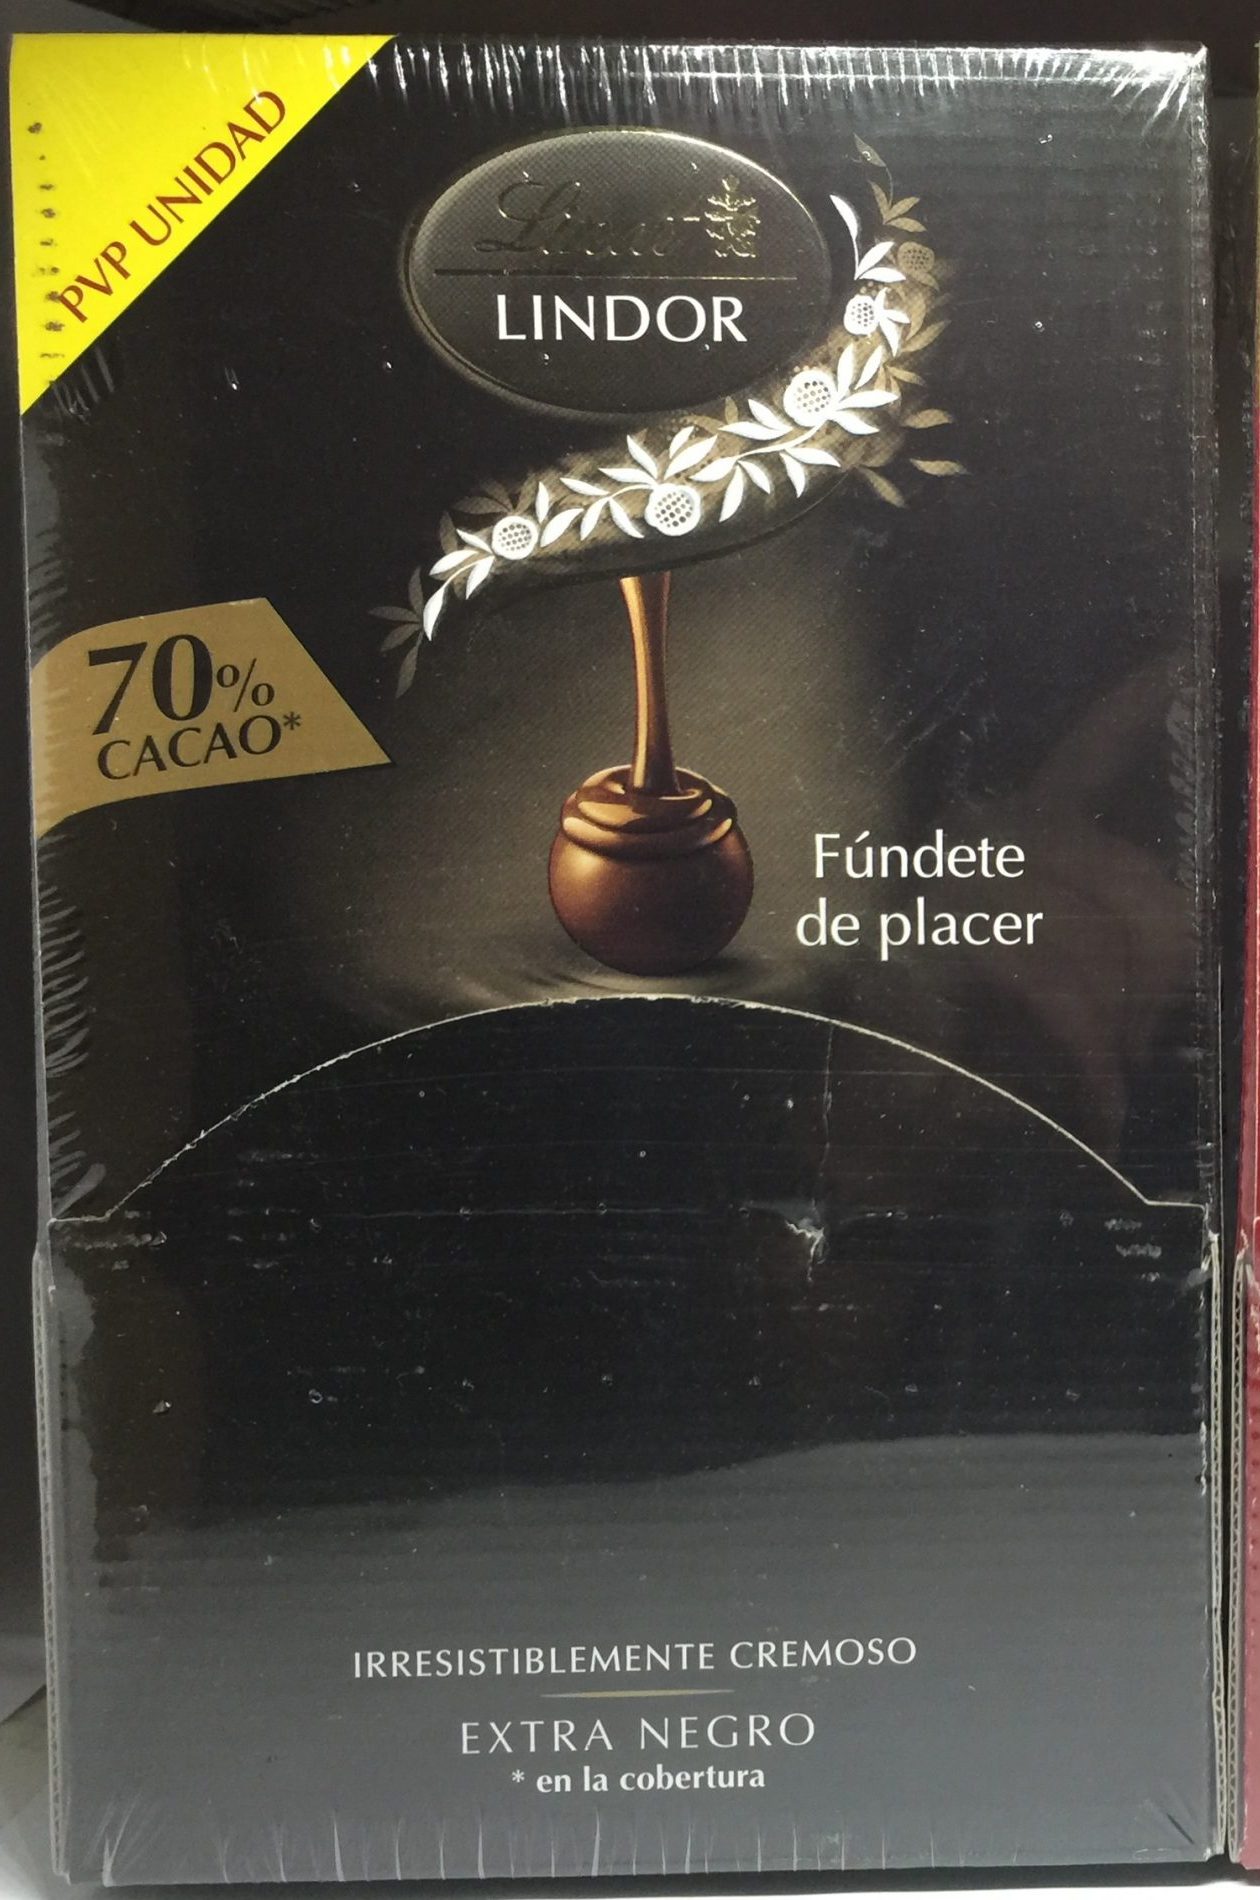 PVP UNIDAD
Lindt
LINDOR
70%
CACAO*
Fúndete
de placer
IRRESISTIBLEMENTE CREMOSO
EXTRA NEGRO
* en la cobertura